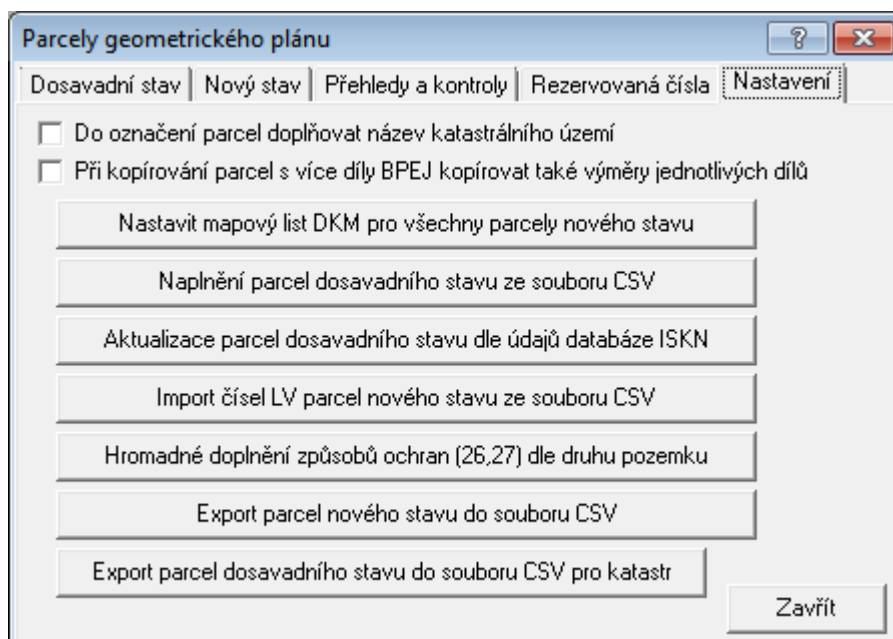 Parcely geometrického plánu
Dosavadní stav Nový stav Přehledy a kontroly Rezervovaná čísla Nastavení
Do označení parcel doplňovat název katastrálního území
Při kopírování parcel s více díly BPEJ kopírovat také výměry jednotlivých dílů
Nastavit mapový list DKM pro všechny parcely nového stavu
Naplnění parcel dosavadního stavu ze souboru CSV
Aktualizace parcel dosavadního stavu dle údajů databáze ISKN
Import čísel LV parcel nového stavu ze souboru CSV
Hromadné doplnění způsobů ochran (26,27) dle druhu pozemku
Export parcel nového stavu do souboru CSV
Export parcel dosavadního stavu do souboru CSV pro katastr
Zavřít